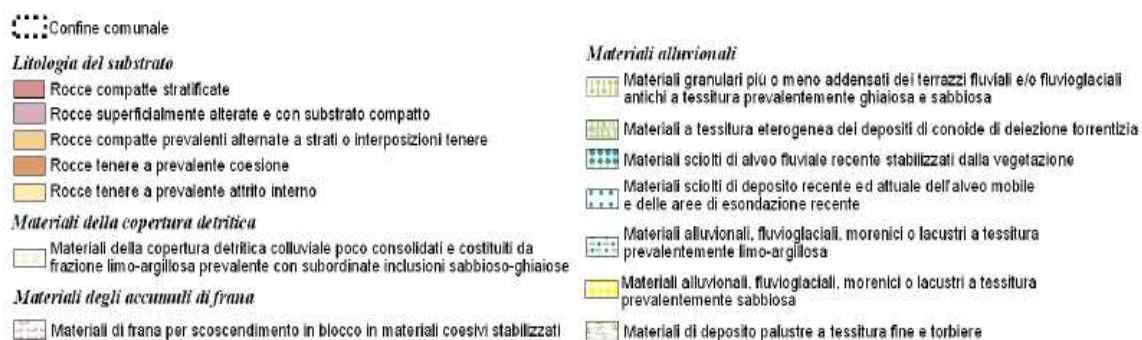 Confine comunale
Litologia del substrato
Rocce compatte stratificate
Rocce superficialmente alterate e con substrato compatto
Rocce compatte prevalenti alternate a strati o interposizioni tenere
Rocce tenere a prevalente coesione
Rocce tenere a prevalente attrito interno
Materiali della copertura detritica
Materiali della copertura detritica colluviale poco consolidati e costituiti da
frazione limo-argillosa prevalente con subordinate inclusioni sabbioso-ghiaiose
Materiali degli accumuli di frana
Materiali di frana per scoscendimento in blocco in materiali coesivi stabilizzati
Materiali alluvionali
Materiali granulari più o meno addensati dei terrazzi fluviali e/o fluvioglaciali
antichi a tessitura prevalentemente ghiaiosa e sabbiosa
Materiali a tessitura eterogenea dei depositi di conoide di deiezione torrentizia
Materiali sciolti di alveo fluviale recente stabilizzati dalla vegetazione
Materiali sciolti di deposito recente ed attuale dell'alveo mobile
e delle aree di esondazione recente
Materiali alluvionali, fluvioglaciali, morenici o lacustri a tessitura
prevalentemente limo-argillosa
Materiali alluvionali, fluvioglaciali, morenici o lacustri a tessitura
prevalentemente sabbiosa
Materiali di deposito palustre a tessitura fine e torbiere